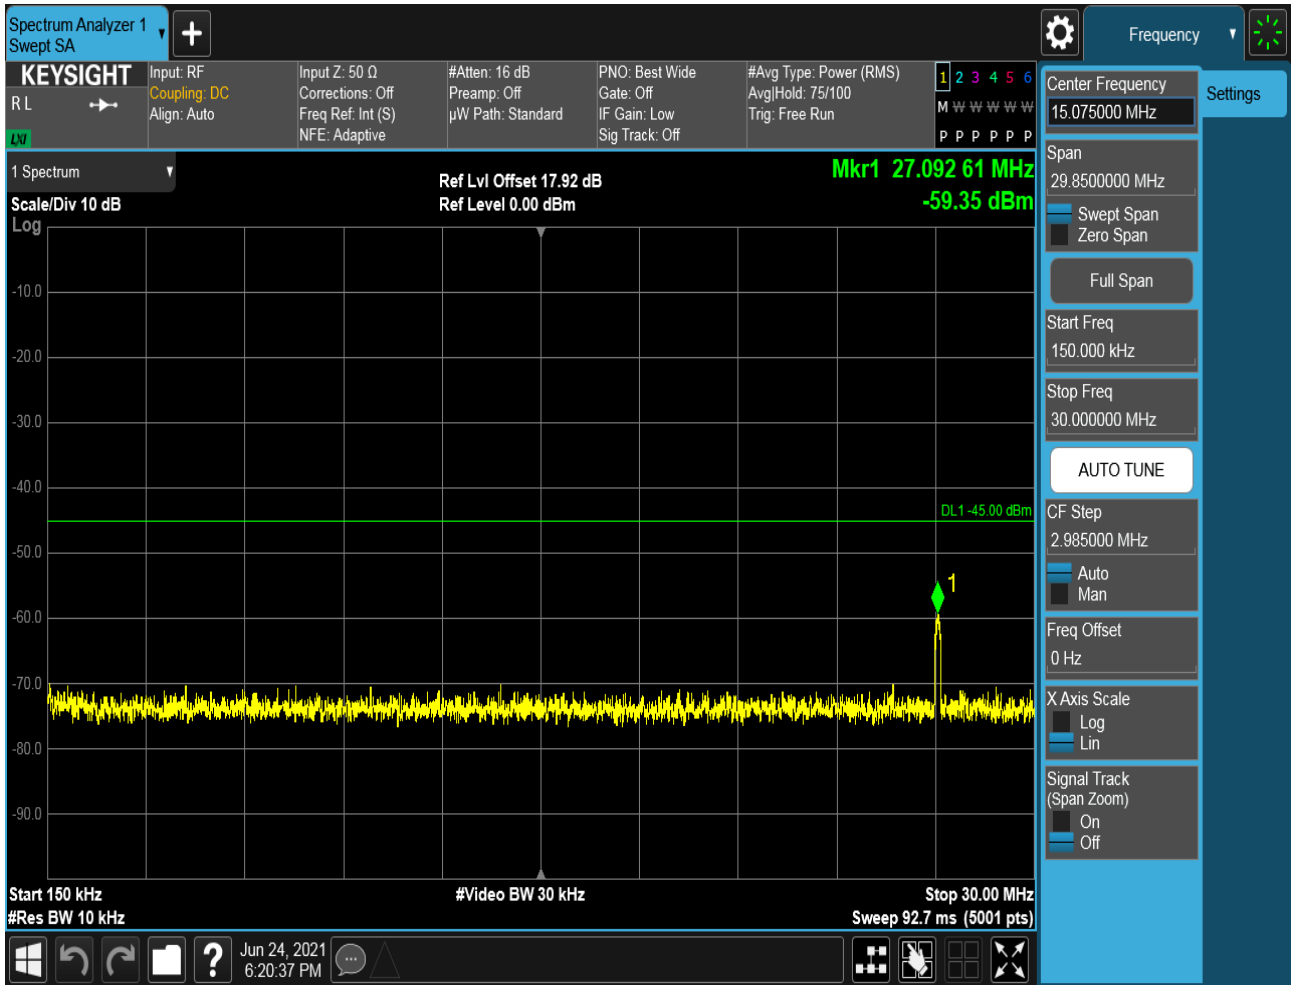 Spectrum Analyzer 1
Swept SA
Frequency
KEYSIGHT
R L
LXI
Input: RF
Coupling: DC
Align: Auto
Input Z: 50 Ω
Corrections: Off
Freq Ref: Int (S)
NFE: Adaptive
#Atten: 16 dB
Preamp: Off
µW Path: Standard
PNO: Best Wide
Gate: Off
IF Gain: Low
Sig Track: Off
#Avg Type: Power (RMS)
Avg|Hold: 75/100
Trig: Free Run
1 2 3 4 5 6
M W W W W W
P P P P P P
1 Spectrum
Scale/Div 10 dB
Log
Ref Lvl Offset 17.92 dB
Ref Level 0.00 dBm
Mkr1 27.092 61 MHz
-59.35 dBm
-10.0
-20.0
-30.0
-40.0
DL1 -45.00 dBm
-50.0
1
-60.0
-70.0
-80.0
-90.0
Start 150 kHz
#Video BW 30 kHz
Stop 30.00 MHz
#Res BW 10 kHz
Sweep 92.7 ms (5001 pts)
Jun 24, 2021
6:20:37 PM
Center Frequency
15.075000 MHz
Settings
Span
29.8500000 MHz
Swept Span
Zero Span
Full Span
Start Freq
150.000 kHz
Stop Freq
30.000000 MHz
AUTO TUNE
CF Step
2.985000 MHz
Auto
Man
Freq Offset
0 Hz
X Axis Scale
Log
Lin
Signal Track
(Span Zoom)
On
Off